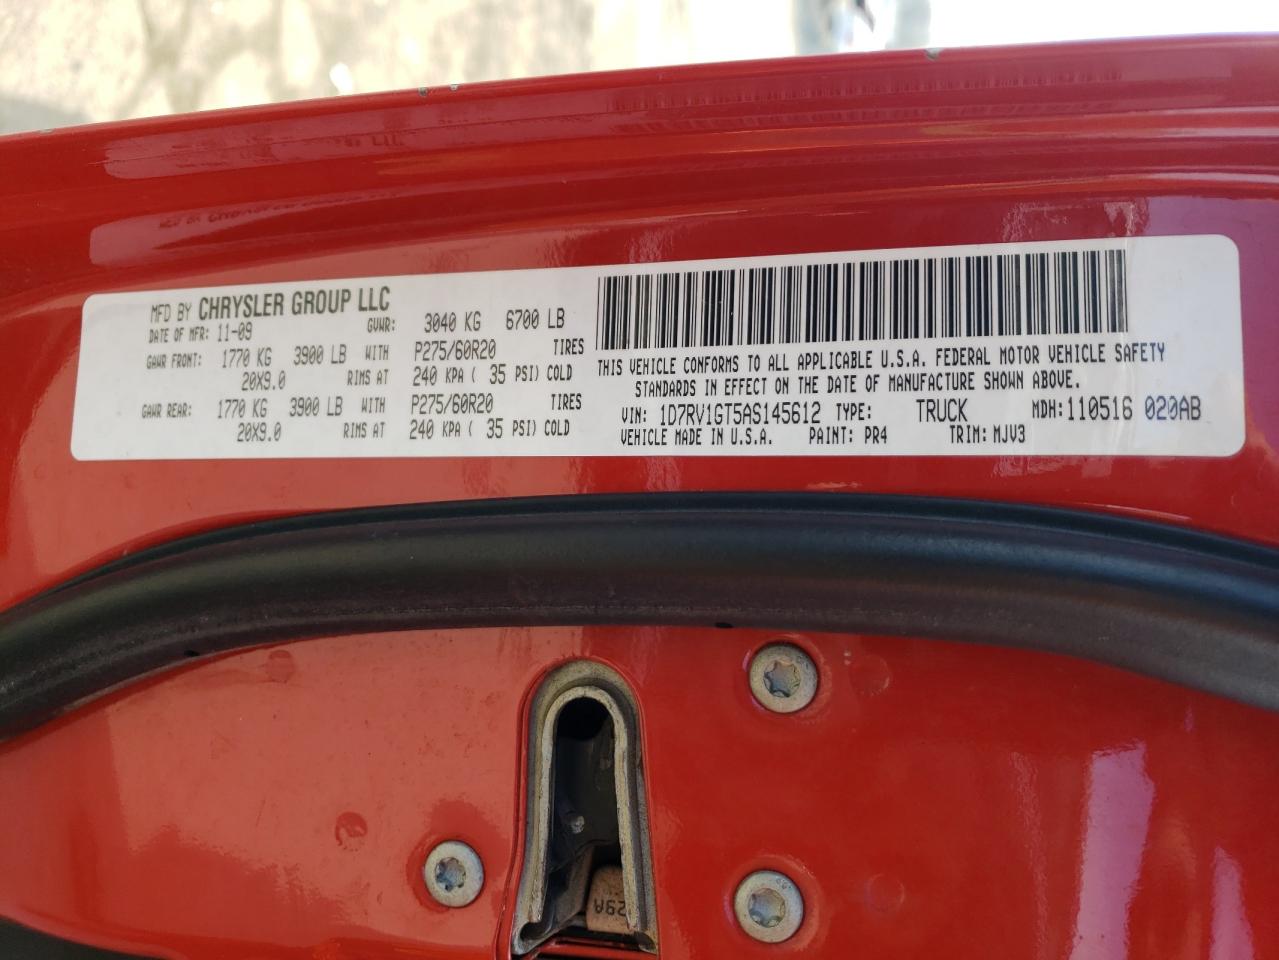 MFD BY CHRYSLER GROUP LLC
DATE OF MFR: 11-09 GVWR: 3040 KG 6700 LB
GAWR FRONT: 1770 KG 3900 LB WITH P275/60R20 TIRES
20X9.0 RIMS AT 240 KPA ( 35 PSI) COLD
GAWR REAR: 1770 KG 3900 LB WITH P275/60R20 TIRES
20X9.0 RIMS AT 240 KPA ( 35 PSI) COLD
THIS VEHICLE CONFORMS TO ALL APPLICABLE U.S.A. FEDERAL MOTOR VEHICLE SAFETY
STANDARDS IN EFFECT ON THE DATE OF MANUFACTURE SHOWN ABOVE.
VIN: 1D7RV1GT5AS145612 TYPE: TRUCK MDH:110516 020AB
VEHICLE MADE IN U.S.A. PAINT: PR4 TRIM: MJV3
29A